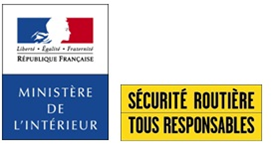 Liberté • Égalité • Fraternité
RÉPUBLIQUE FRANÇAISE
MINISTÈRE
DE
L'INTÉRIEUR
SÉCURITÉ ROUTIÈRE
TOUS RESPONSABLES